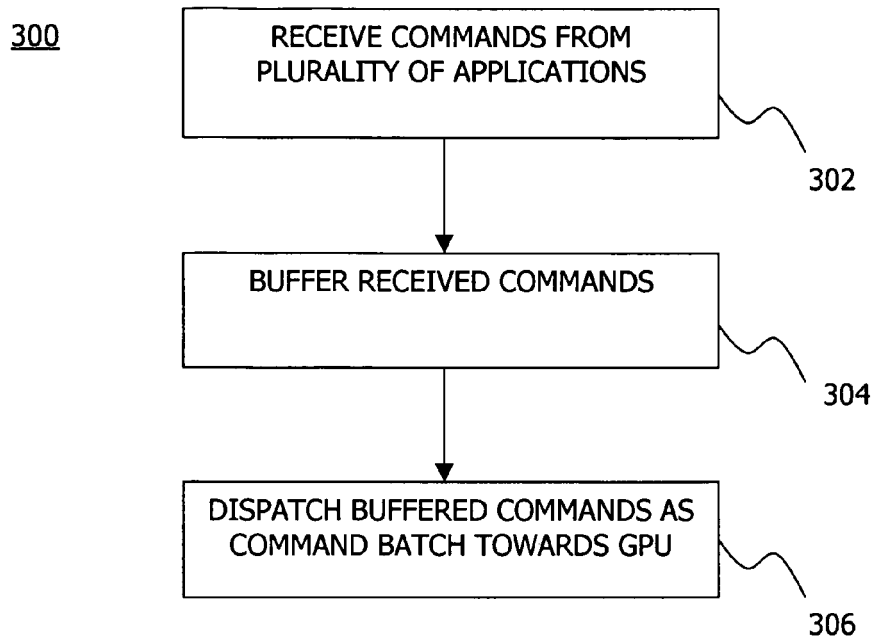 300
RECEIVE COMMANDS FROM
PLURALITY OF APPLICATIONS
302
BUFFER RECEIVED COMMANDS
304
DISPATCH BUFFERED COMMANDS AS
COMMAND BATCH TOWARDS GPU
306